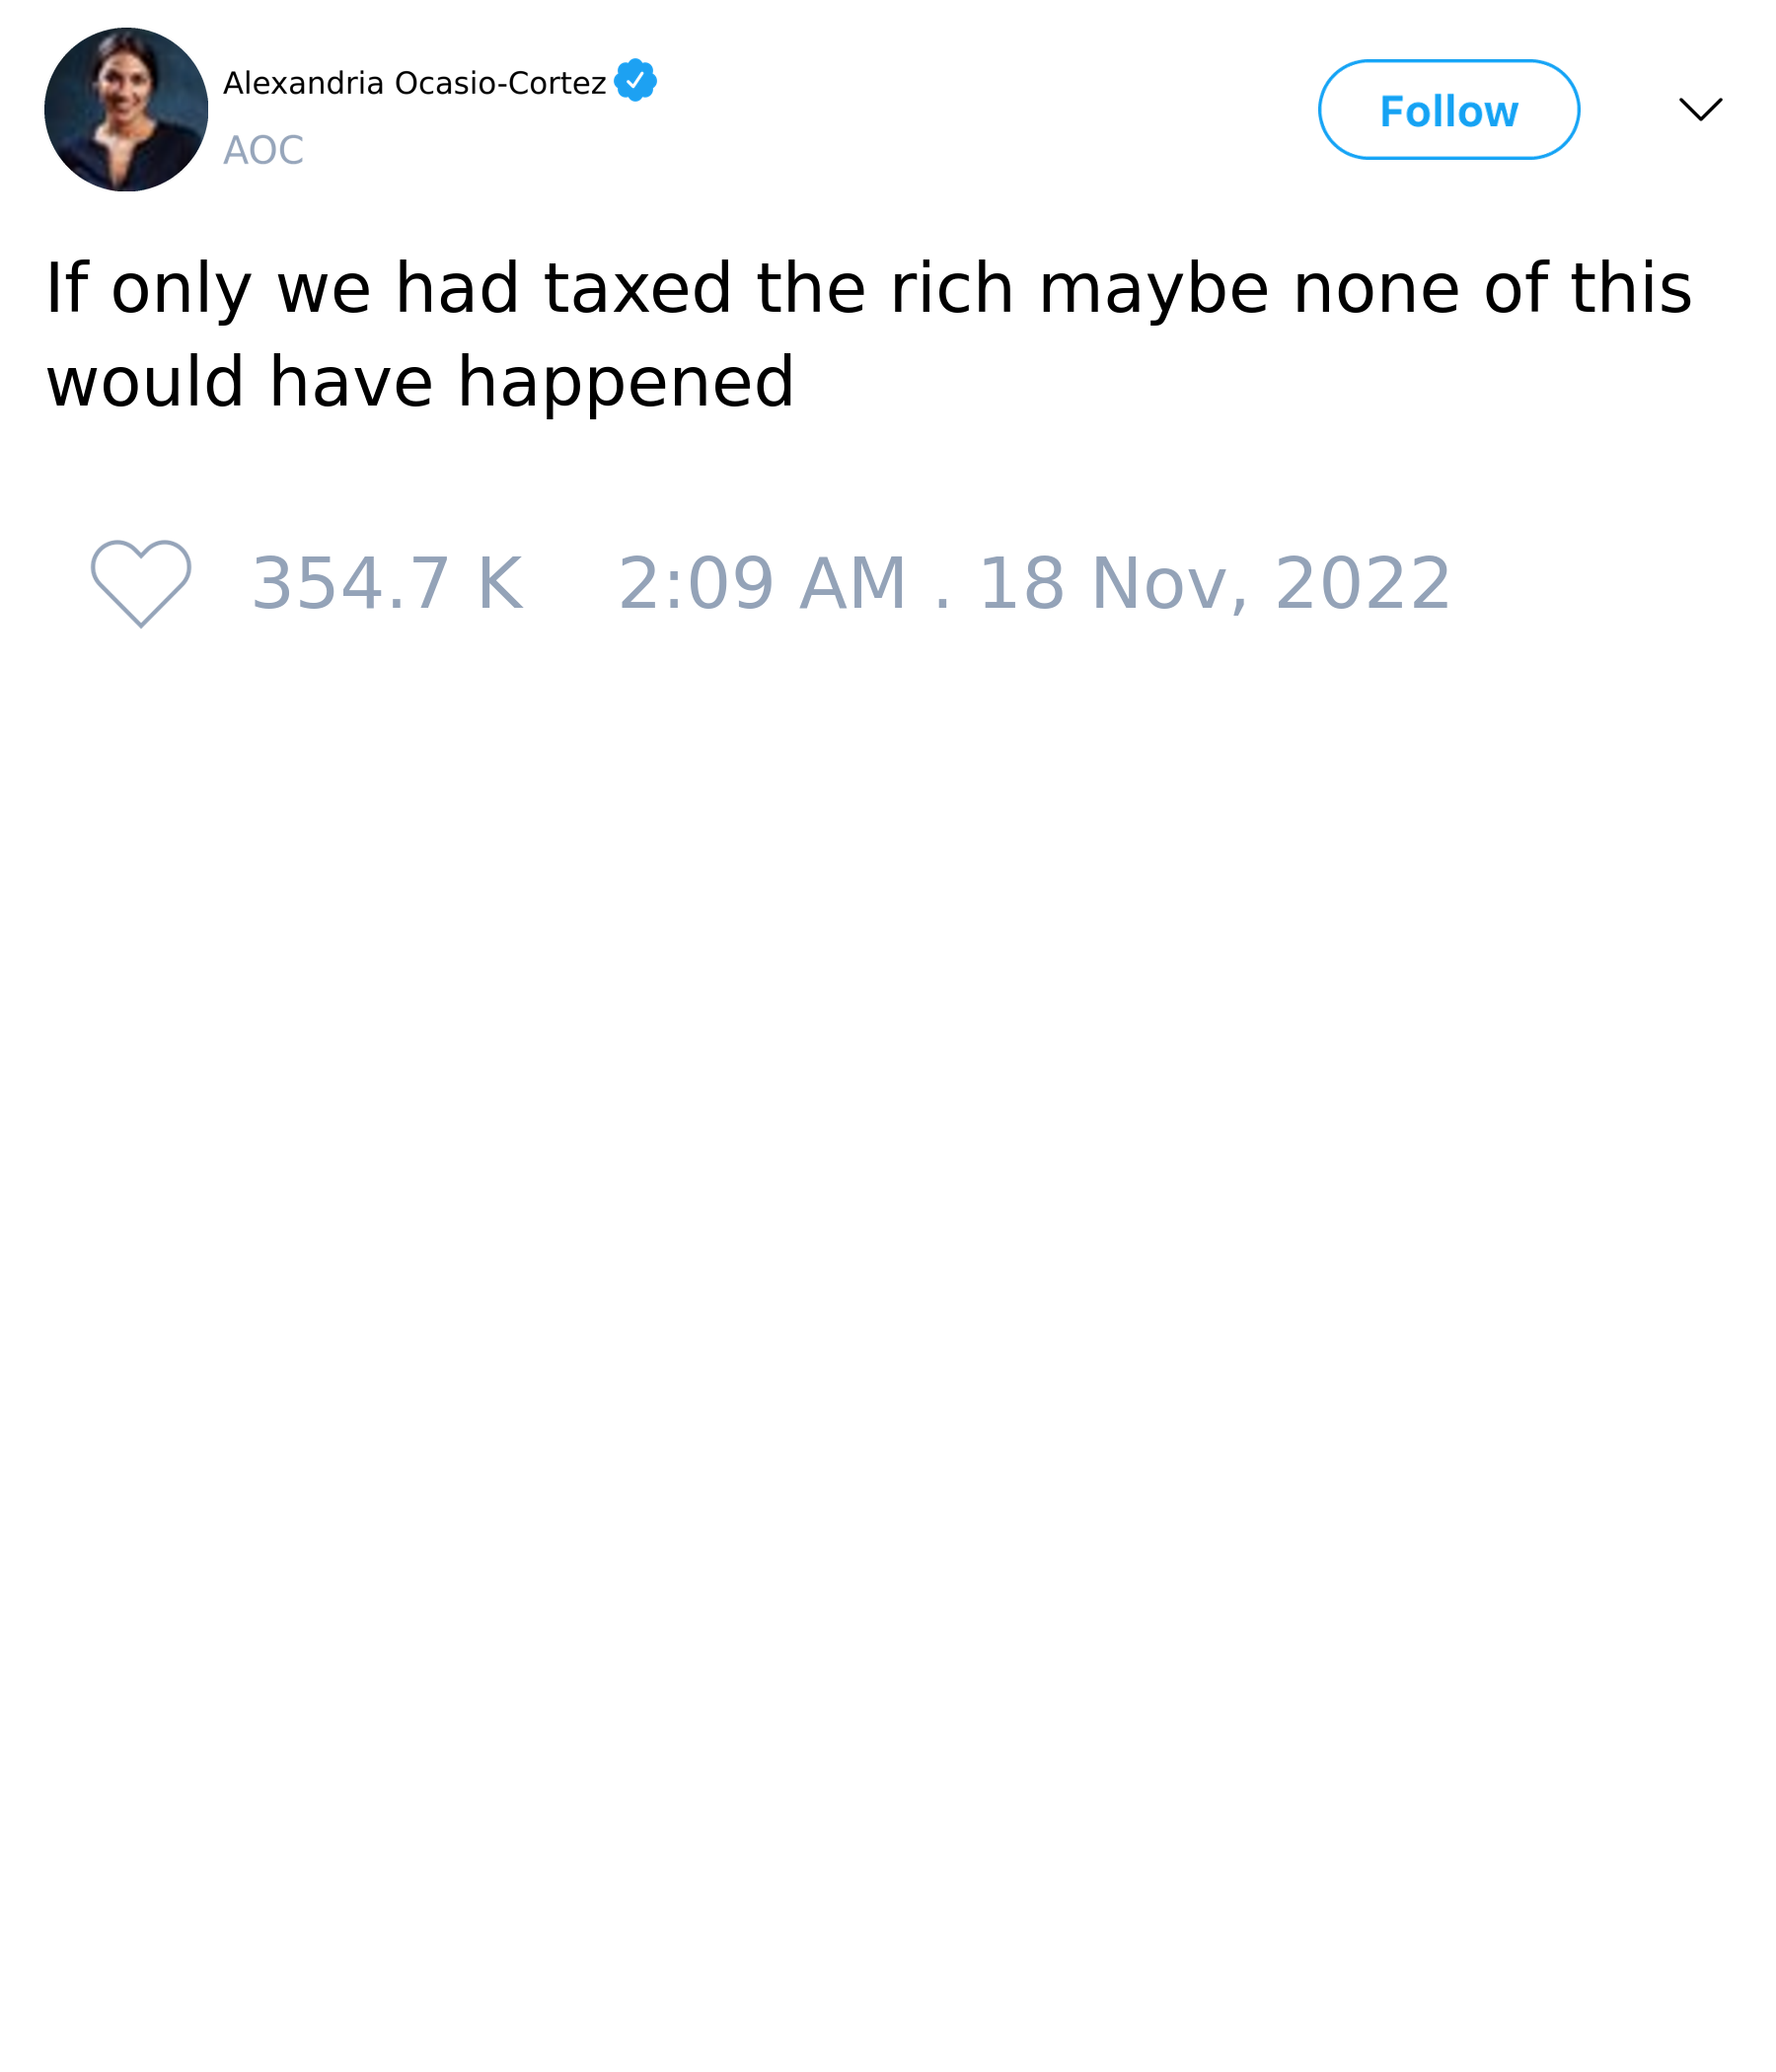 Alexandria Ocasio-Cortez
AOC
Follow
If only we had taxed the rich maybe none of this
would have happened
354.7 K 2:09 AM . 18 Nov, 2022